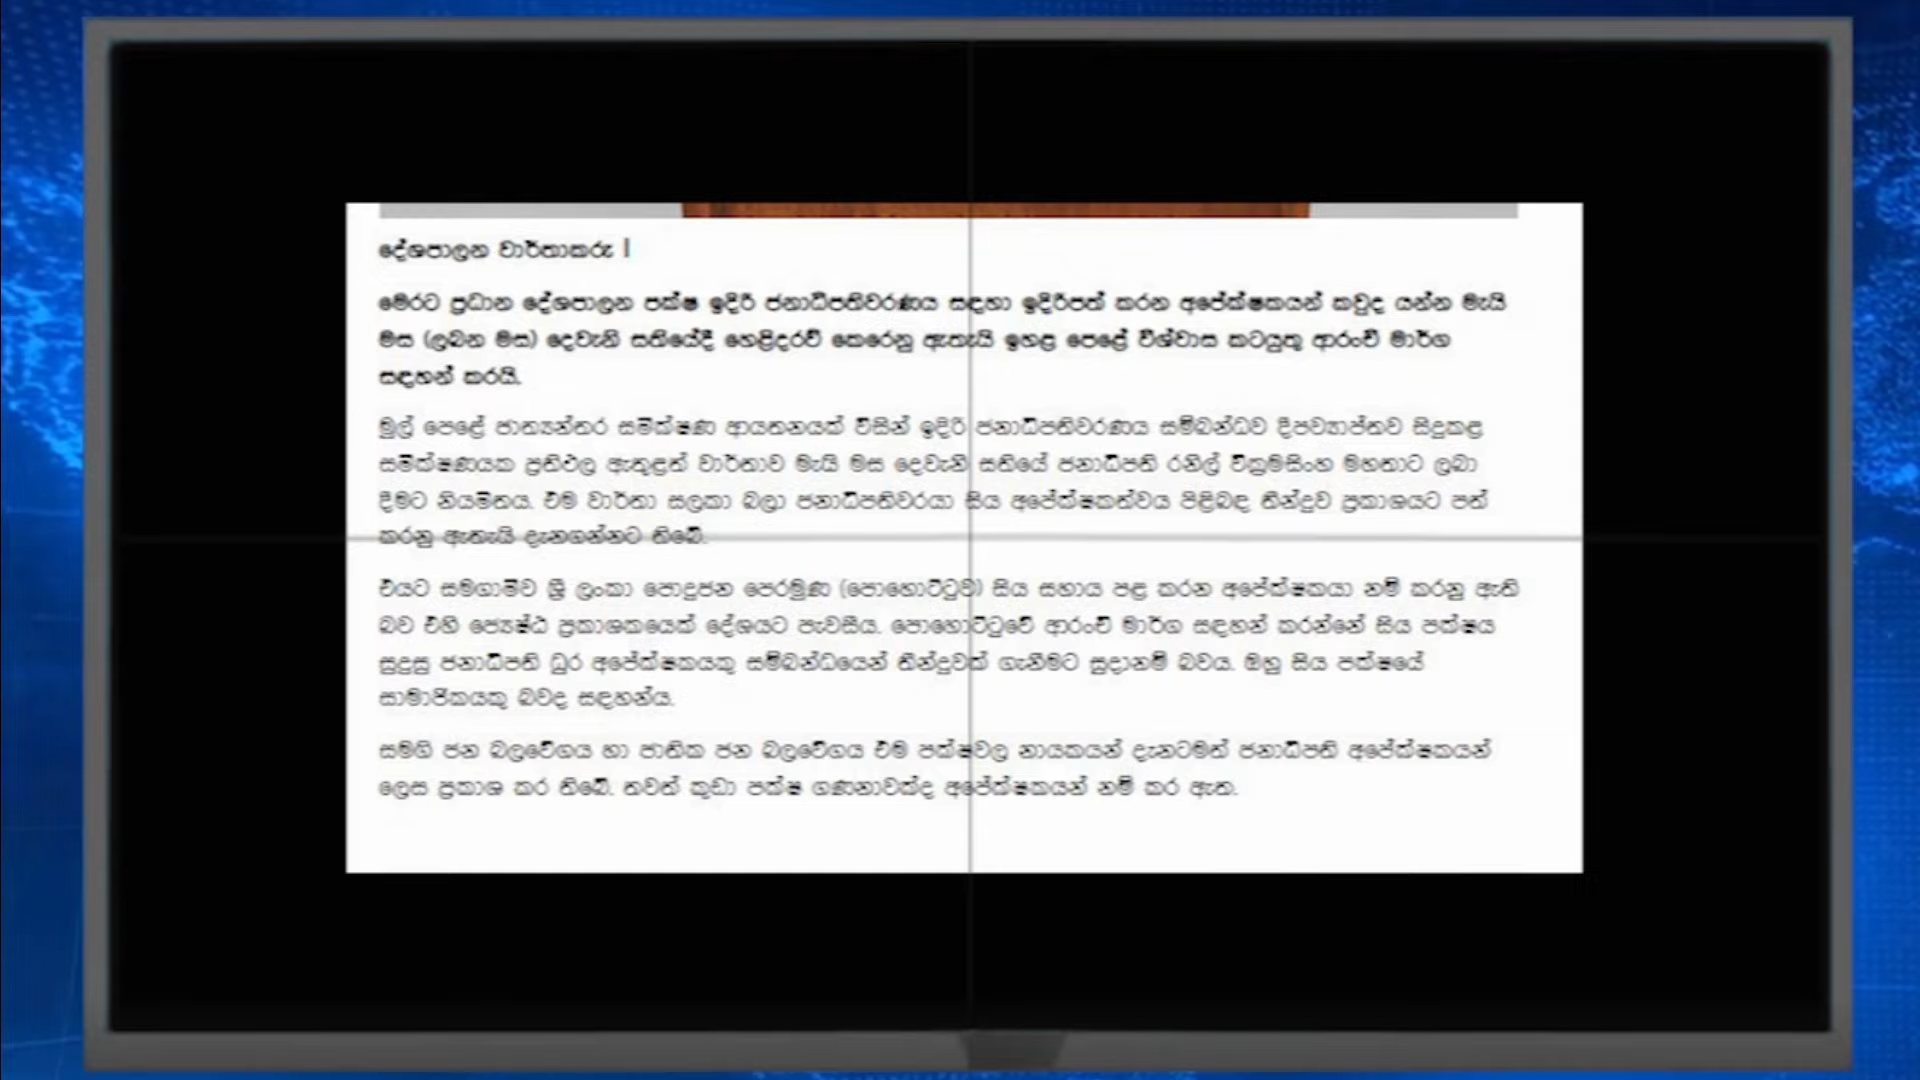 දේශපාලන වාර්තාකරු |
මෙරට ප්‍රධාන දේශපාලන පක්ෂ ඉදිරි ජනාධිපතිවරණය සඳහා ඉදිරිපත් කරන අපේක්ෂකයන් කවුද යන්න මැයි
මස (ලබන මස) දෙවැනි සතියේදී හෙළිදරව් කෙරෙනු ඇතැයි ඉහළ පෙළේ විශ්වාස කටයුතු ආරංචි මාර්ග
සඳහන් කරයි.
මුල් පෙළේ ජාත්‍යන්තර සමීක්ෂණ ආයතනයක් විසින් ඉදිරි ජනාධිපතිවරණය සම්බන්ධව දීපව්‍යාප්තව සිදුකළ
සමීක්ෂණයක ප්‍රතිඵල ඇතුළත් වාර්තාව මැයි මස දෙවැනි සතියේ ජනාධිපති රනිල් වික්‍රමසිංහ මහතාට ලබා
දීමට නියමිතය. එම වාර්තා සලකා බලා ජනාධිපතිවරයා සිය අපේක්ෂකත්වය පිළිබඳ තීන්දුව ප්‍රකාශයට පත්
කරනු ඇතැයි දැනගන්නට තිබේ.
එයට සමගාමීව ශ්‍රී ලංකා පොදුජන පෙරමුණ (පොහොට්ටුව) සිය සහාය පළ කරන අපේක්ෂකයා නම් කරනු ඇති
බව එහි ජ්‍යෙෂ්ඨ ප්‍රකාශකයෙක් දේශයට පැවසීය. පොහොට්ටුවේ ආරංචි මාර්ග සඳහන් කරන්නේ සිය පක්ෂය
සුදුසු ජනාධිපති ධුර අපේක්ෂකයකු සම්බන්ධයෙන් තීන්දුවක් ගැනීමට සූදානම් බවය. ඔහු සිය පක්ෂයේ
සාමාජිකයකු බවද සඳහන්ය.
සමගි ජන බලවේගය හා ජාතික ජන බලවේගය එම පක්ෂවල නායකයන් දැනටමත් ජනාධිපති අපේක්ෂකයන්
ලෙස ප්‍රකාශ කර තිබේ. තවත් කුඩා පක්ෂ ගණනාවක්ද අපේක්ෂකයන් නම් කර ඇත.